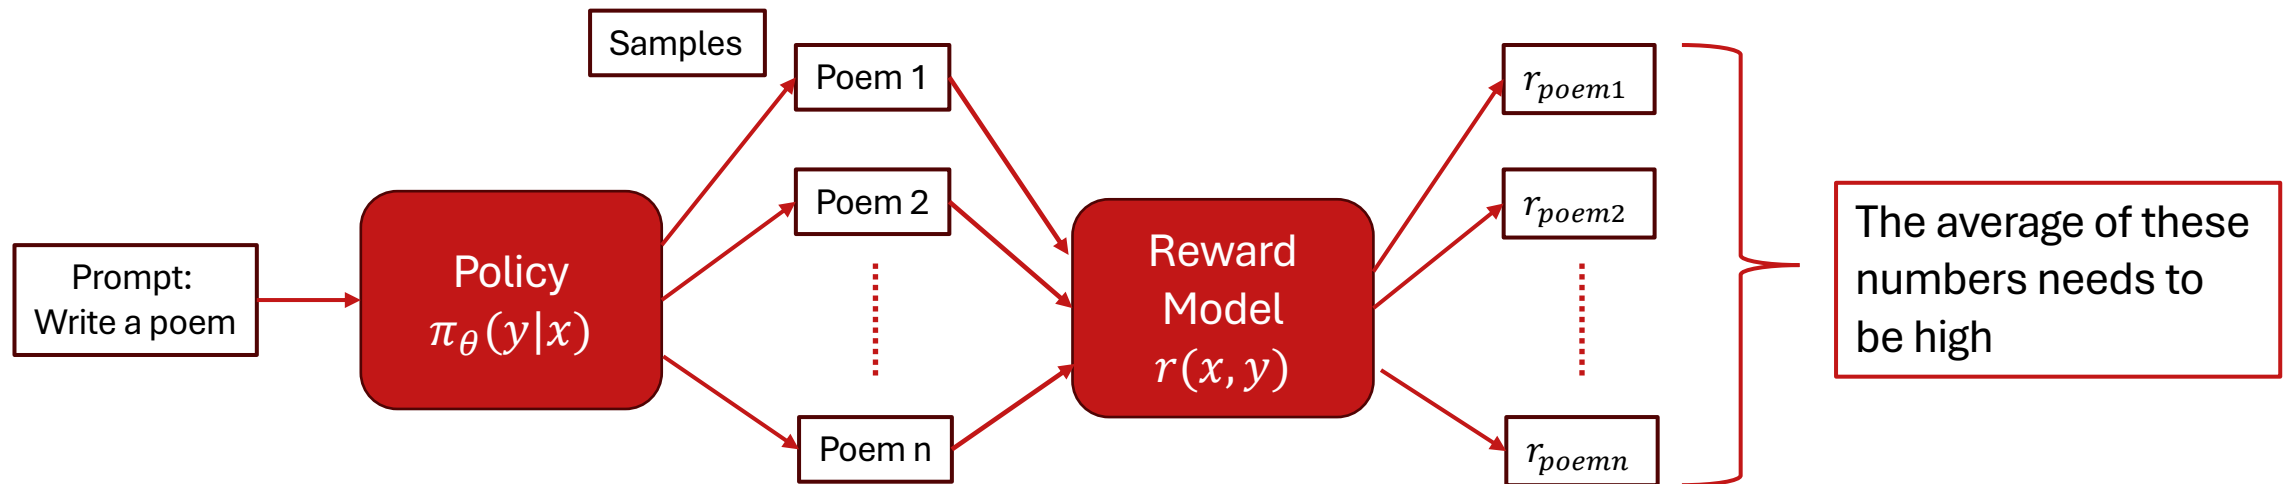 Samples
Prompt:
Write a poem
Policy
π_θ(y|x)
Poem 1
Poem 2
Poem n
Reward
Model
r(x, y)
r_poem1
r_poem2
r_poemn
The average of these
numbers needs to
be high